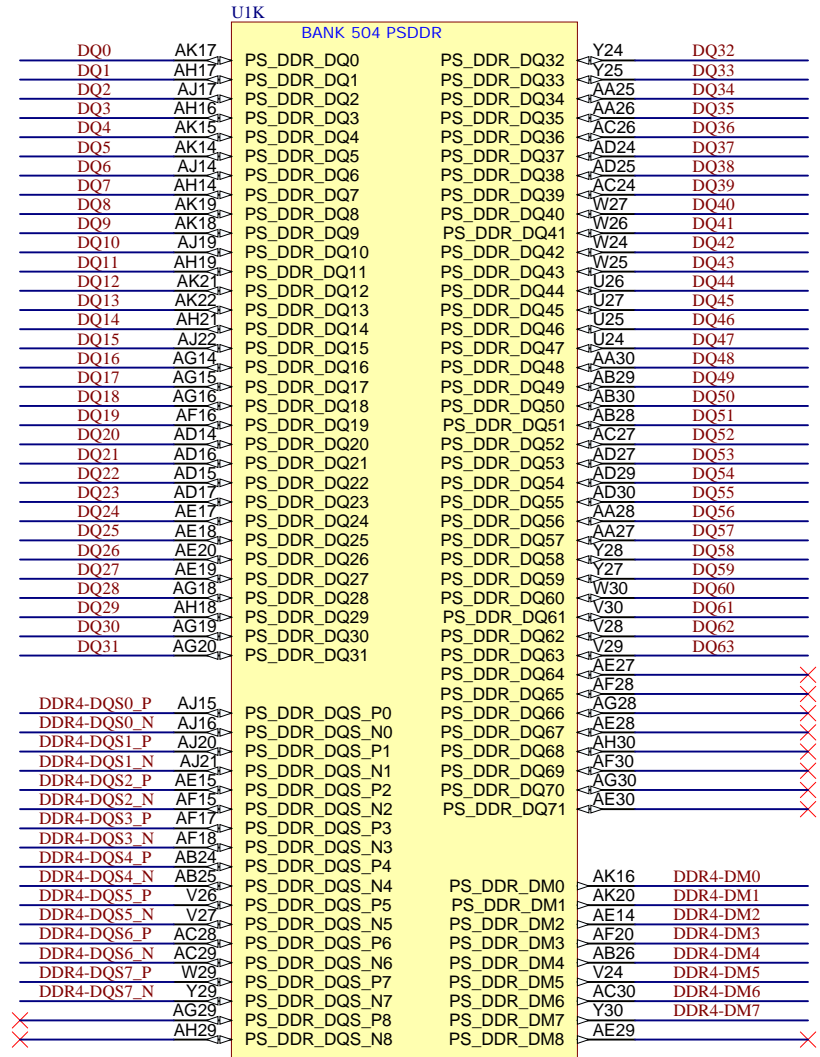 U1K
BANK 504 PSDDR
DQ0 AK17 PS_DDR_DQ0 PS_DDR_DQ32 Y24 DQ32
DQ1 AH17 PS_DDR_DQ1 PS_DDR_DQ33 Y25 DQ33
DQ2 AJ17 PS_DDR_DQ2 PS_DDR_DQ34 AA25 DQ34
DQ3 AH16 PS_DDR_DQ3 PS_DDR_DQ35 AA26 DQ35
DQ4 AK15 PS_DDR_DQ4 PS_DDR_DQ36 AC26 DQ36
DQ5 AK14 PS_DDR_DQ5 PS_DDR_DQ37 AD24 DQ37
DQ6 AJ14 PS_DDR_DQ6 PS_DDR_DQ38 AD25 DQ38
DQ7 AH14 PS_DDR_DQ7 PS_DDR_DQ39 AC24 DQ39
DQ8 AK19 PS_DDR_DQ8 PS_DDR_DQ40 W27 DQ40
DQ9 AK18 PS_DDR_DQ9 PS_DDR_DQ41 W26 DQ41
DQ10 AJ19 PS_DDR_DQ10 PS_DDR_DQ42 W24 DQ42
DQ11 AH19 PS_DDR_DQ11 PS_DDR_DQ43 W25 DQ43
DQ12 AK21 PS_DDR_DQ12 PS_DDR_DQ44 U26 DQ44
DQ13 AK22 PS_DDR_DQ13 PS_DDR_DQ45 U27 DQ45
DQ14 AH21 PS_DDR_DQ14 PS_DDR_DQ46 U25 DQ46
DQ15 AJ22 PS_DDR_DQ15 PS_DDR_DQ47 U24 DQ47
DQ16 AG14 PS_DDR_DQ16 PS_DDR_DQ48 AA30 DQ48
DQ17 AG15 PS_DDR_DQ17 PS_DDR_DQ49 AB29 DQ49
DQ18 AG16 PS_DDR_DQ18 PS_DDR_DQ50 AB30 DQ50
DQ19 AF16 PS_DDR_DQ19 PS_DDR_DQ51 AB28 DQ51
DQ20 AD14 PS_DDR_DQ20 PS_DDR_DQ52 AC27 DQ52
DQ21 AD16 PS_DDR_DQ21 PS_DDR_DQ53 AD27 DQ53
DQ22 AD15 PS_DDR_DQ22 PS_DDR_DQ54 AD29 DQ54
DQ23 AD17 PS_DDR_DQ23 PS_DDR_DQ55 AD30 DQ55
DQ24 AE17 PS_DDR_DQ24 PS_DDR_DQ56 AA28 DQ56
DQ25 AE18 PS_DDR_DQ25 PS_DDR_DQ57 AA27 DQ57
DQ26 AE20 PS_DDR_DQ26 PS_DDR_DQ58 Y28 DQ58
DQ27 AE19 PS_DDR_DQ27 PS_DDR_DQ59 Y27 DQ59
DQ28 AG18 PS_DDR_DQ28 PS_DDR_DQ60 W30 DQ60
DQ29 AH18 PS_DDR_DQ29 PS_DDR_DQ61 V30 DQ61
DQ30 AG19 PS_DDR_DQ30 PS_DDR_DQ62 V28 DQ62
DQ31 AG20 PS_DDR_DQ31 PS_DDR_DQ63 V29 DQ63
PS_DDR_DQ64 AE27
PS_DDR_DQ65 AF28
DDR4-DQS0_P AJ15 PS_DDR_DQS_P0 PS_DDR_DQ66 AG28
DDR4-DQS0_N AJ16 PS_DDR_DQS_N0 PS_DDR_DQ67 AE28
DDR4-DQS1_P AJ20 PS_DDR_DQS_P1 PS_DDR_DQ68 AH30
DDR4-DQS1_N AJ21 PS_DDR_DQS_N1 PS_DDR_DQ69 AF30
DDR4-DQS2_P AE15 PS_DDR_DQS_P2 PS_DDR_DQ70 AG30
DDR4-DQS2_N AF15 PS_DDR_DQS_N2 PS_DDR_DQ71 AE30
DDR4-DQS3_P AF17 PS_DDR_DQS_P3
DDR4-DQS3_N AF18 PS_DDR_DQS_N3
DDR4-DQS4_P AB24 PS_DDR_DQS_P4
DDR4-DQS4_N AB25 PS_DDR_DQS_N4 PS_DDR_DM0 AK16 DDR4-DM0
DDR4-DQS5_P V26 PS_DDR_DQS_P5 PS_DDR_DM1 AK20 DDR4-DM1
DDR4-DQS5_N V27 PS_DDR_DQS_N5 PS_DDR_DM2 AE14 DDR4-DM2
DDR4-DQS6_P AC28 PS_DDR_DQS_P6 PS_DDR_DM3 AF20 DDR4-DM3
DDR4-DQS6_N AC29 PS_DDR_DQS_N6 PS_DDR_DM4 AB26 DDR4-DM4
DDR4-DQS7_P W29 PS_DDR_DQS_P7 PS_DDR_DM5 V24 DDR4-DM5
DDR4-DQS7_N Y29 PS_DDR_DQS_N7 PS_DDR_DM6 AC30 DDR4-DM6
AG29 PS_DDR_DQS_P8 PS_DDR_DM7 Y30 DDR4-DM7
AH29 PS_DDR_DQS_N8 PS_DDR_DM8 AE29